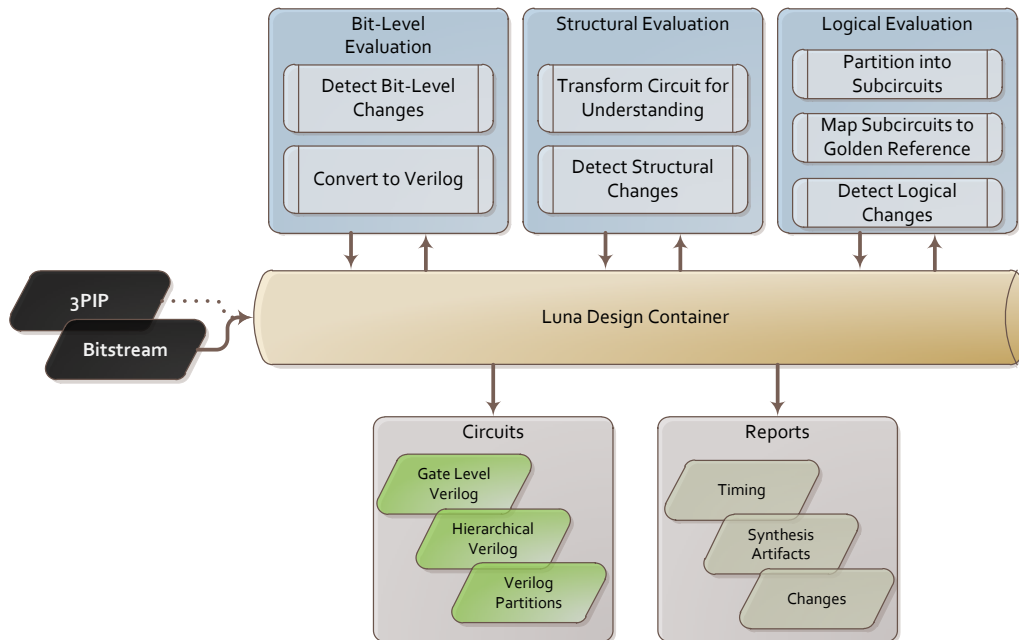 Bit-Level
Evaluation
Detect Bit-Level
Changes
Convert to Verilog
Structural Evaluation
Transform Circuit for
Understanding
Detect Structural
Changes
Logical Evaluation
Partition into
Subcircuits
Map Subcircuits to
Golden Reference
Detect Logical
Changes
3PIP
Bitstream
Luna Design Container
Circuits
Gate Level
Verilog
Hierarchical
Verilog
Verilog
Partitions
Reports
Timing
Synthesis
Artifacts
Changes